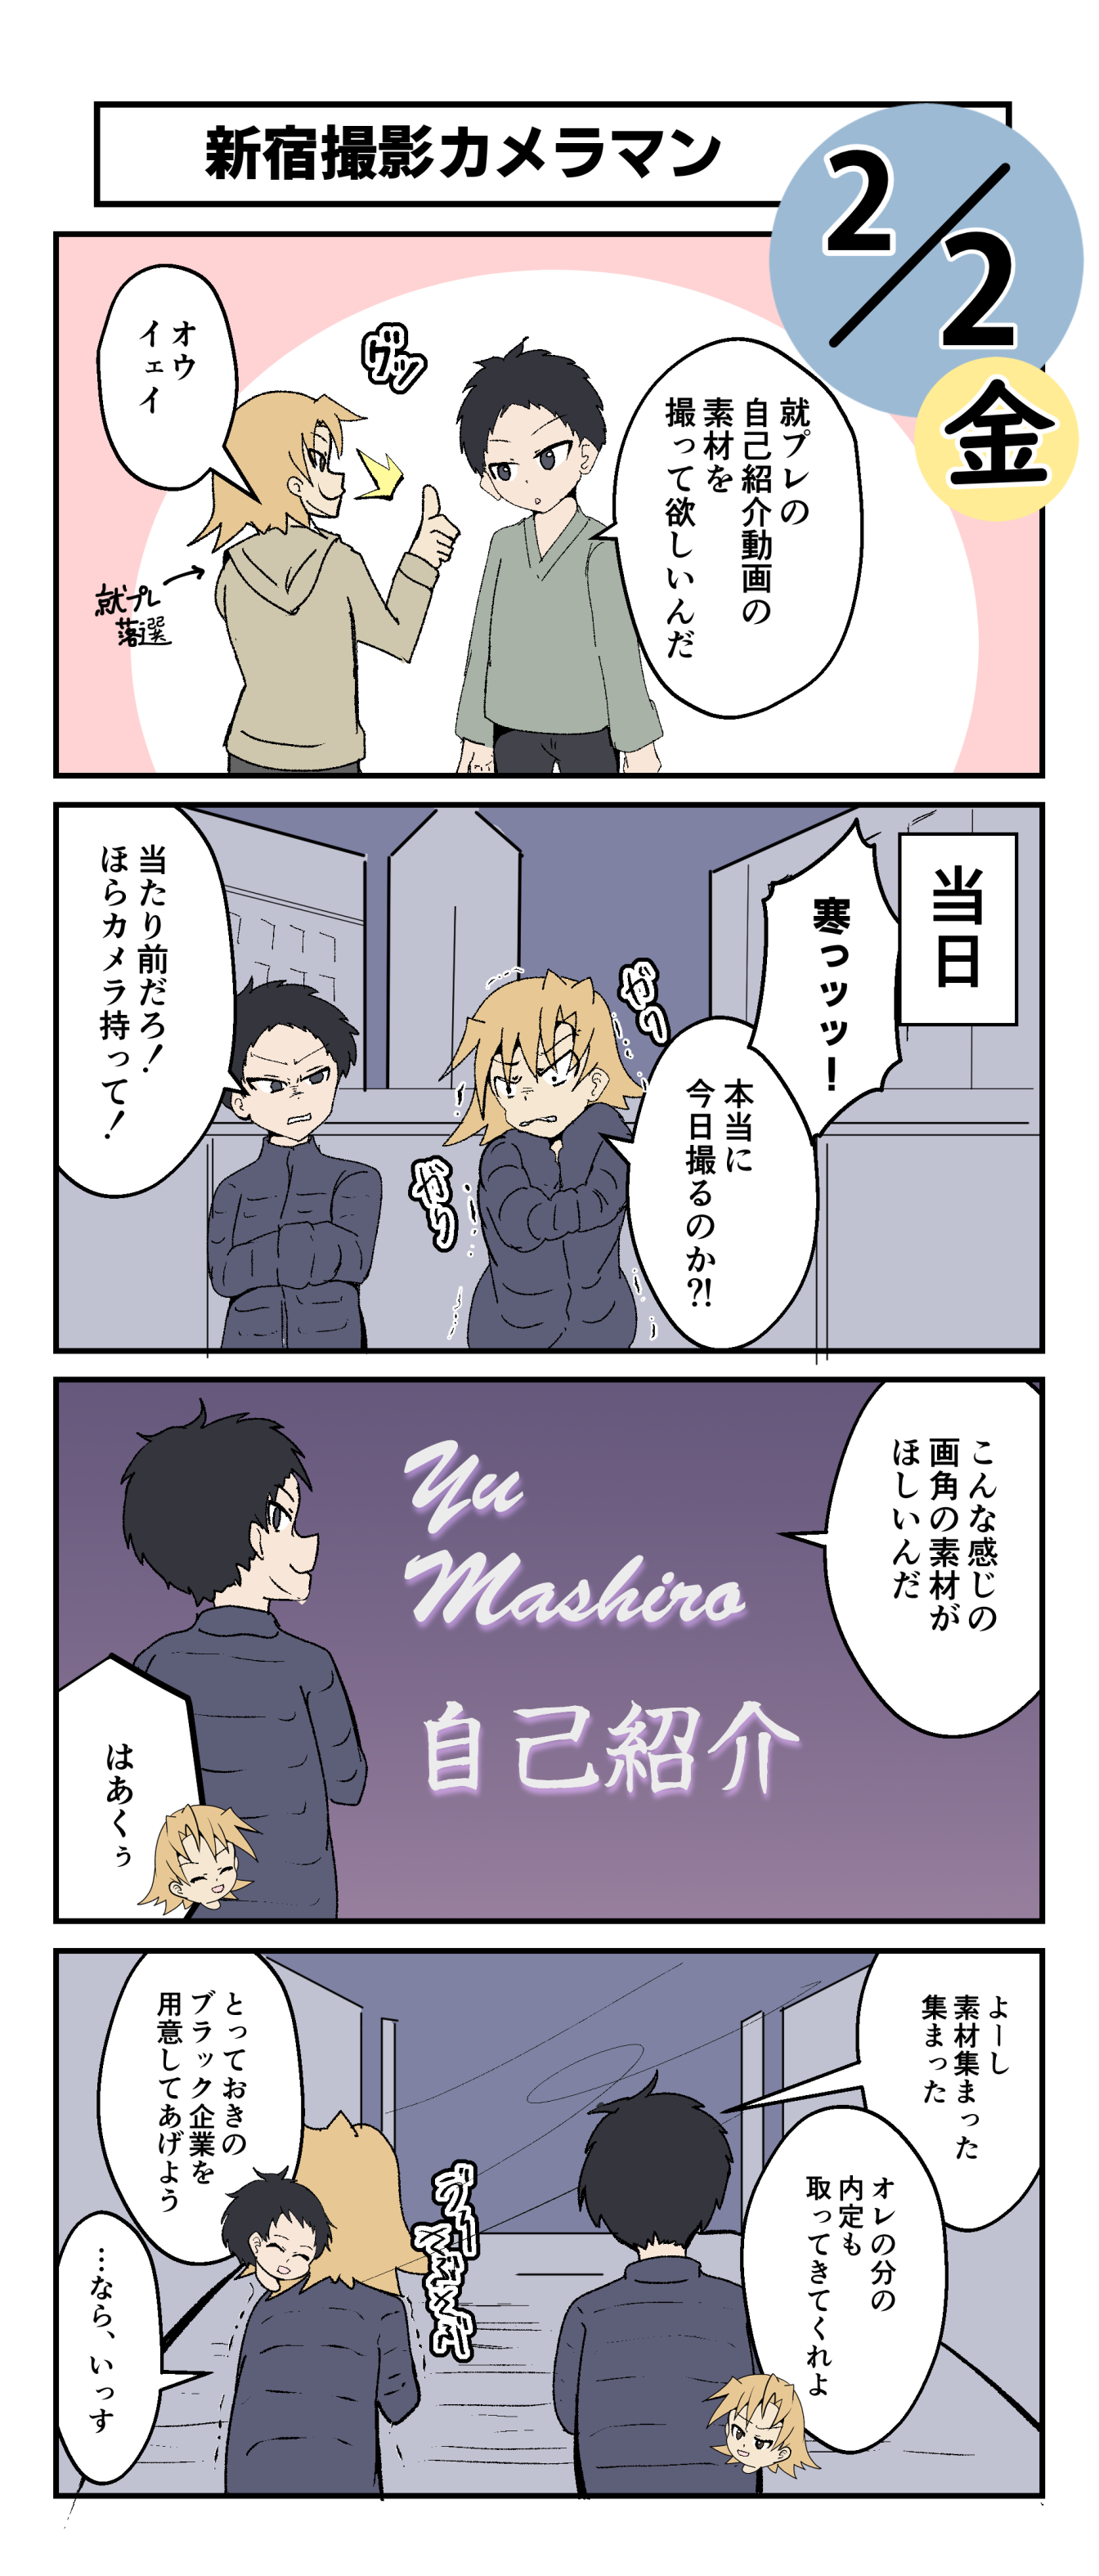 新宿撮影カメラマン
2/2
金
就プレの
自己紹介動画の
素材を
撮って欲しいんだ
グッ
オウ
イェイ
就プレ
落選
当日
寒っッッ！
本当に
今日撮るのか?!
ガリ
ガリ
当たり前だろ！
ほらカメラ持って！
こんな感じの
画角の素材が
ほしいんだ
Yu
Mashiro
自己紹介
はあくぅ
よーし
素材集まった
集まった
オレの分の
内定も
取ってきてくれよ
とっておきの
ブラック企業を
用意してあげよう
…なら、いっす